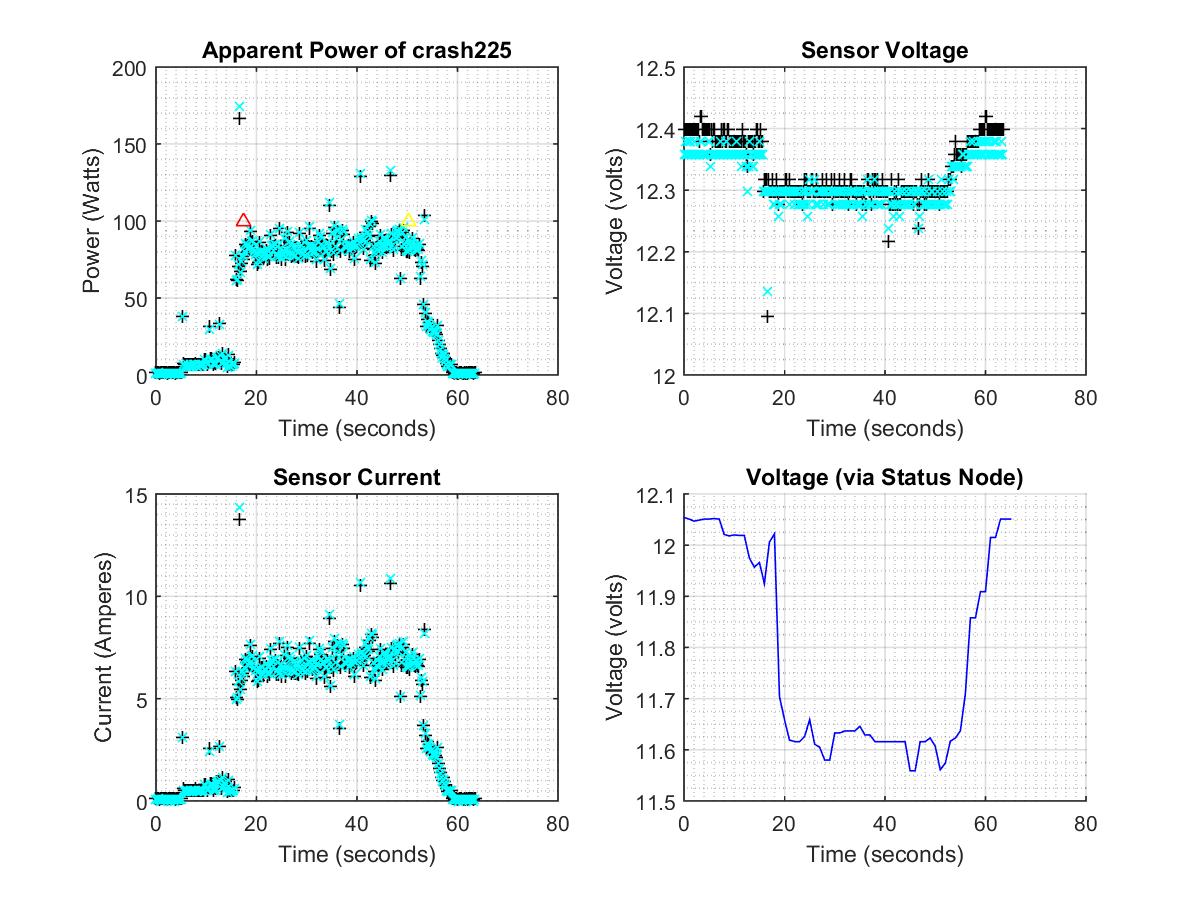 Apparent Power of crash225
200
150
100
50
0
Power (Watts)
0 20 40 60 80
Time (seconds)
Sensor Voltage
12.5
12.4
12.3
12.2
12.1
12
Voltage (volts)
0 20 40 60 80
Time (seconds)
Sensor Current
15
10
5
0
Current (Amperes)
0 20 40 60 80
Time (seconds)
Voltage (via Status Node)
12.1
12
11.9
11.8
11.7
11.6
11.5
Voltage (volts)
0 20 40 60 80
Time (seconds)